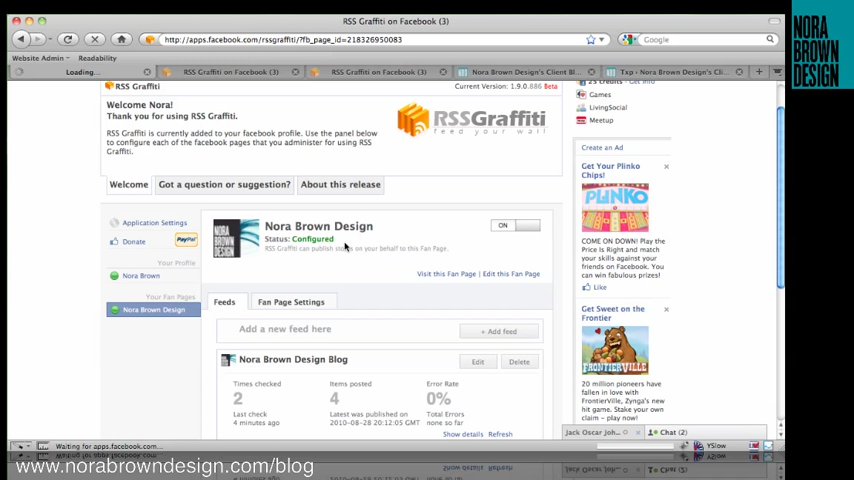 RSS Graffiti on Facebook (3)
http://apps.facebook.com/rssgraffiti/?fb_page_id=218326950083
Google
Website Admin
Readability
Loading...
RSS Graffiti on Facebook (3)
RSS Graffiti on Facebook (3)
Nora Brown Design's Client Bl...
Txp - Nora Brown Design's Cli...
NORA
BROWN
DESIGN
RSS Graffiti
Current Version: 1.9.0.886 Beta
Welcome Nora!
Thank you for using RSS Graffiti.
RSS Graffiti is currently added to your facebook profile. Use the panel below
to configure each of the facebook pages that you administer for using RSS
Graffiti.
RSSGraffiti
feed your wall
Welcome
Got a question or suggestion?
About this release
Application Settings
Donate
PayPal
Your Profile
Nora Brown
Your Fan Pages
Nora Brown Design
Nora Brown Design
Status: Configured
RSS Graffiti can publish stories on your behalf to this Fan Page.
ON
Visit this Fan Page | Edit this Fan Page
Feeds
Fan Page Settings
Add a new feed here
+ Add feed
Nora Brown Design Blog
Edit
Delete
Times checked
Items posted
Error Rate
2
4
0%
Last check
Latest was published on
Total Errors
4 minutes ago
2010-08-28 20:12:05 GMT
none so far
Show details
Refresh
Games
LivingSocial
Meetup
Create an Ad
Get Your Plinko
Chips!
PLINKO
COME ON DOWN! Play the
Price is Right and match
your skills against your
friends on Facebook. You
can win fabulous prizes!
Like
Get Sweet on the
Frontier
FRONTIERVILLE
20 million pioneers have
fallen in love with
FrontierVille, Zynga's new
hit game. Stake your own
claim - play now!
Jack Oscar Joh...
Chat (2)
Waiting for apps.facebook.com...
YSlow
www.norabrowndesign.com/blog